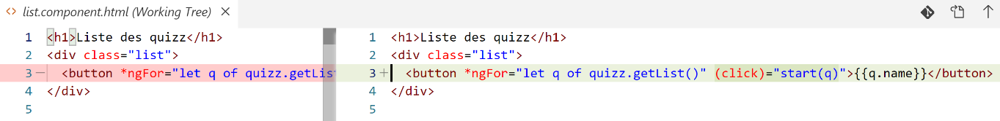 <> list.component.html (Working Tree) ×
1 <h1>Liste des quizz</h1>
2 <div class="list">
3 — <button *ngFor="let q of quizz.getLis
4 </div>
5
1 <h1>Liste des quizz</h1>
2 <div class="list">
3 + <button *ngFor="let q of quizz.getList()" (click)="start(q)">{{q.name}}</button>
4 </div>
5